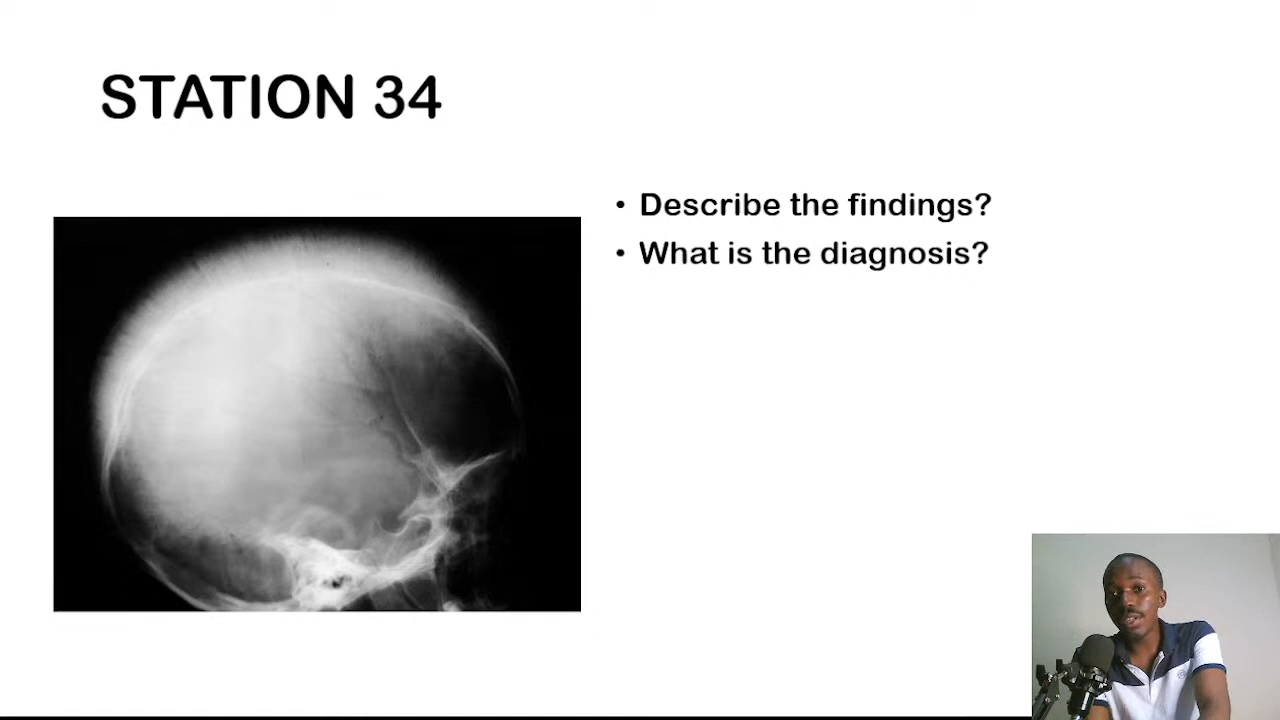 STATION 34
• Describe the findings?
• What is the diagnosis?